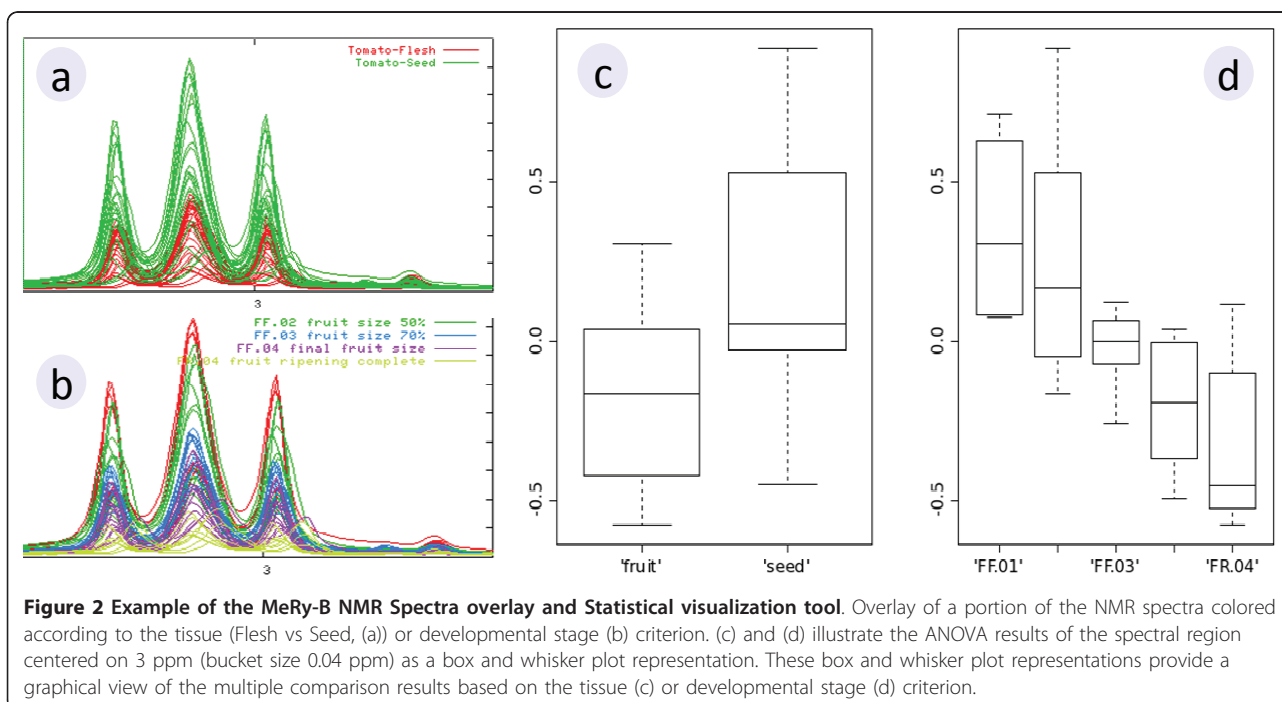 a
Tomato-Flesh
Tomato-Seed
3
b
FF.02 fruit size 50%
FF.03 fruit size 70%
FF.04 final fruit size
04 fruit ripening complete
3
c
0.5
0.0
-0.5
'fruit' 'seed'
d
0.5
0.0
-0.5
'FF.01' 'FF.03' 'FR.04'
Figure 2 Example of the MeRy-B NMR Spectra overlay and Statistical visualization tool. Overlay of a portion of the NMR spectra colored
according to the tissue (Flesh vs Seed, (a)) or developmental stage (b) criterion. (c) and (d) illustrate the ANOVA results of the spectral region
centered on 3 ppm (bucket size 0.04 ppm) as a box and whisker plot representation. These box and whisker plot representations provide a
graphical view of the multiple comparison results based on the tissue (c) or developmental stage (d) criterion.